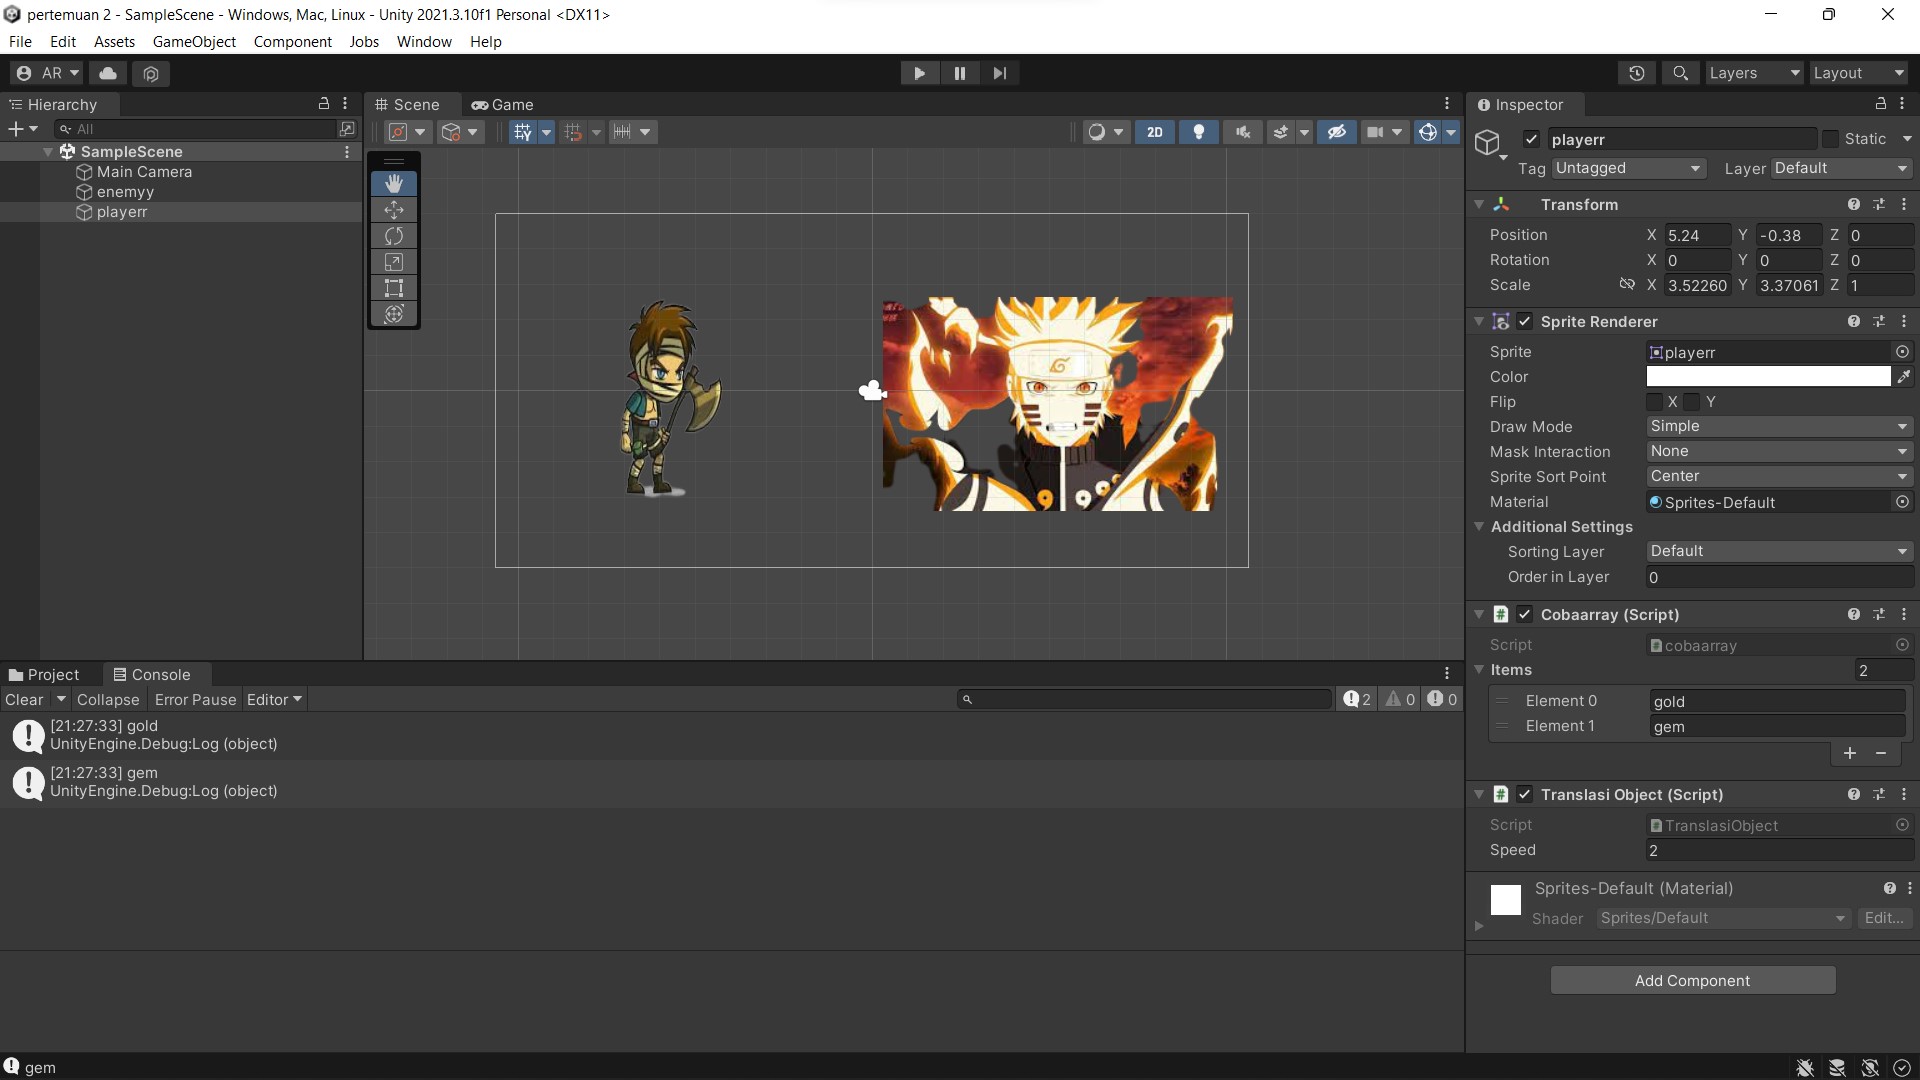 pertemuan 2 - SampleScene - Windows, Mac, Linux - Unity 2021.3.10f1 Personal <DX11>
File Edit Assets GameObject Component Jobs Window Help
AR
Layers Layout
Hierarchy
All
SampleScene
Main Camera
enemyy
playerr
Scene Game
2D
Inspector
playerr Static
Tag Untagged Layer Default
Transform
Position X 5.24 Y -0.38 Z 0
Rotation X 0 Y 0 Z 0
Scale X 3.52260 Y 3.37061 Z 1
Sprite Renderer
Sprite playerr
Color
Flip X Y
Draw Mode Simple
Mask Interaction None
Sprite Sort Point Center
Material Sprites-Default
Additional Settings
Sorting Layer Default
Order in Layer 0
Cobaarray (Script)
Script cobaarray
Items 2
Element 0 gold
Element 1 gem
Translasi Object (Script)
Script TranslasiObject
Speed 2
Sprites-Default (Material)
Shader Sprites/Default Edit...
Add Component
Project Console
Clear Collapse Error Pause Editor 2 0 0
[21:27:33] gold
UnityEngine.Debug:Log (object)
[21:27:33] gem
UnityEngine.Debug:Log (object)
gem